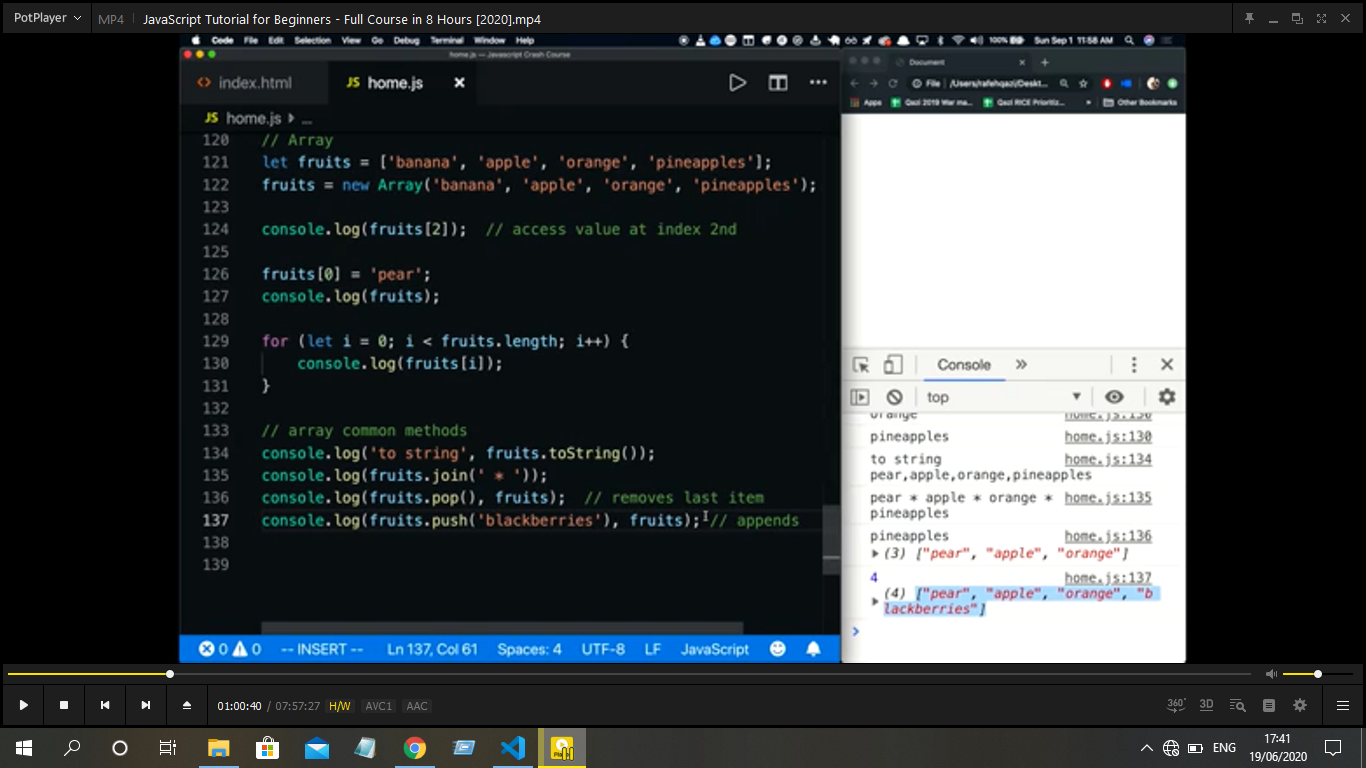 PotPlayer MP4 JavaScript Tutorial for Beginners - Full Course in 8 Hours [2020].mp4
Code File Edit Selection View Go Debug Terminal Window Help 100% Sun Sep 1 11:58 AM
home.js — Javascript Crash Course
index.html JS home.js
JS home.js ...
120 // Array
121 let fruits = ['banana', 'apple', 'orange', 'pineapples'];
122 fruits = new Array('banana', 'apple', 'orange', 'pineapples');
123
124 console.log(fruits[2]); // access value at index 2nd
125
126 fruits[0] = 'pear';
127 console.log(fruits);
128
129 for (let i = 0; i < fruits.length; i++) {
130 console.log(fruits[i]);
131 }
132
133 // array common methods
134 console.log('to string', fruits.toString());
135 console.log(fruits.join(' * '));
136 console.log(fruits.pop(), fruits); // removes last item
137 console.log(fruits.push('blackberries'), fruits); // appends
138
139
0 0 -- INSERT -- Ln 137, Col 61 Spaces: 4 UTF-8 LF JavaScript
Document
File /Users/rafehqazi/Deskt...
Apps Qazi 2019 War ma... Qazi RICE Prioritiz... » Other Bookmarks
Console »
top
orange home.js:130
pineapples home.js:130
to string home.js:134
pear,apple,orange,pineapples
pear * apple * orange * home.js:135
pineapples
pineapples home.js:136
(3) ["pear", "apple", "orange"]
4 home.js:137
(4) ["pear", "apple", "orange", "b
lackberries"]
01:00:40 / 07:57:27 H/W AVC1 AAC
360° 3D
ENG 17:41
19/06/2020